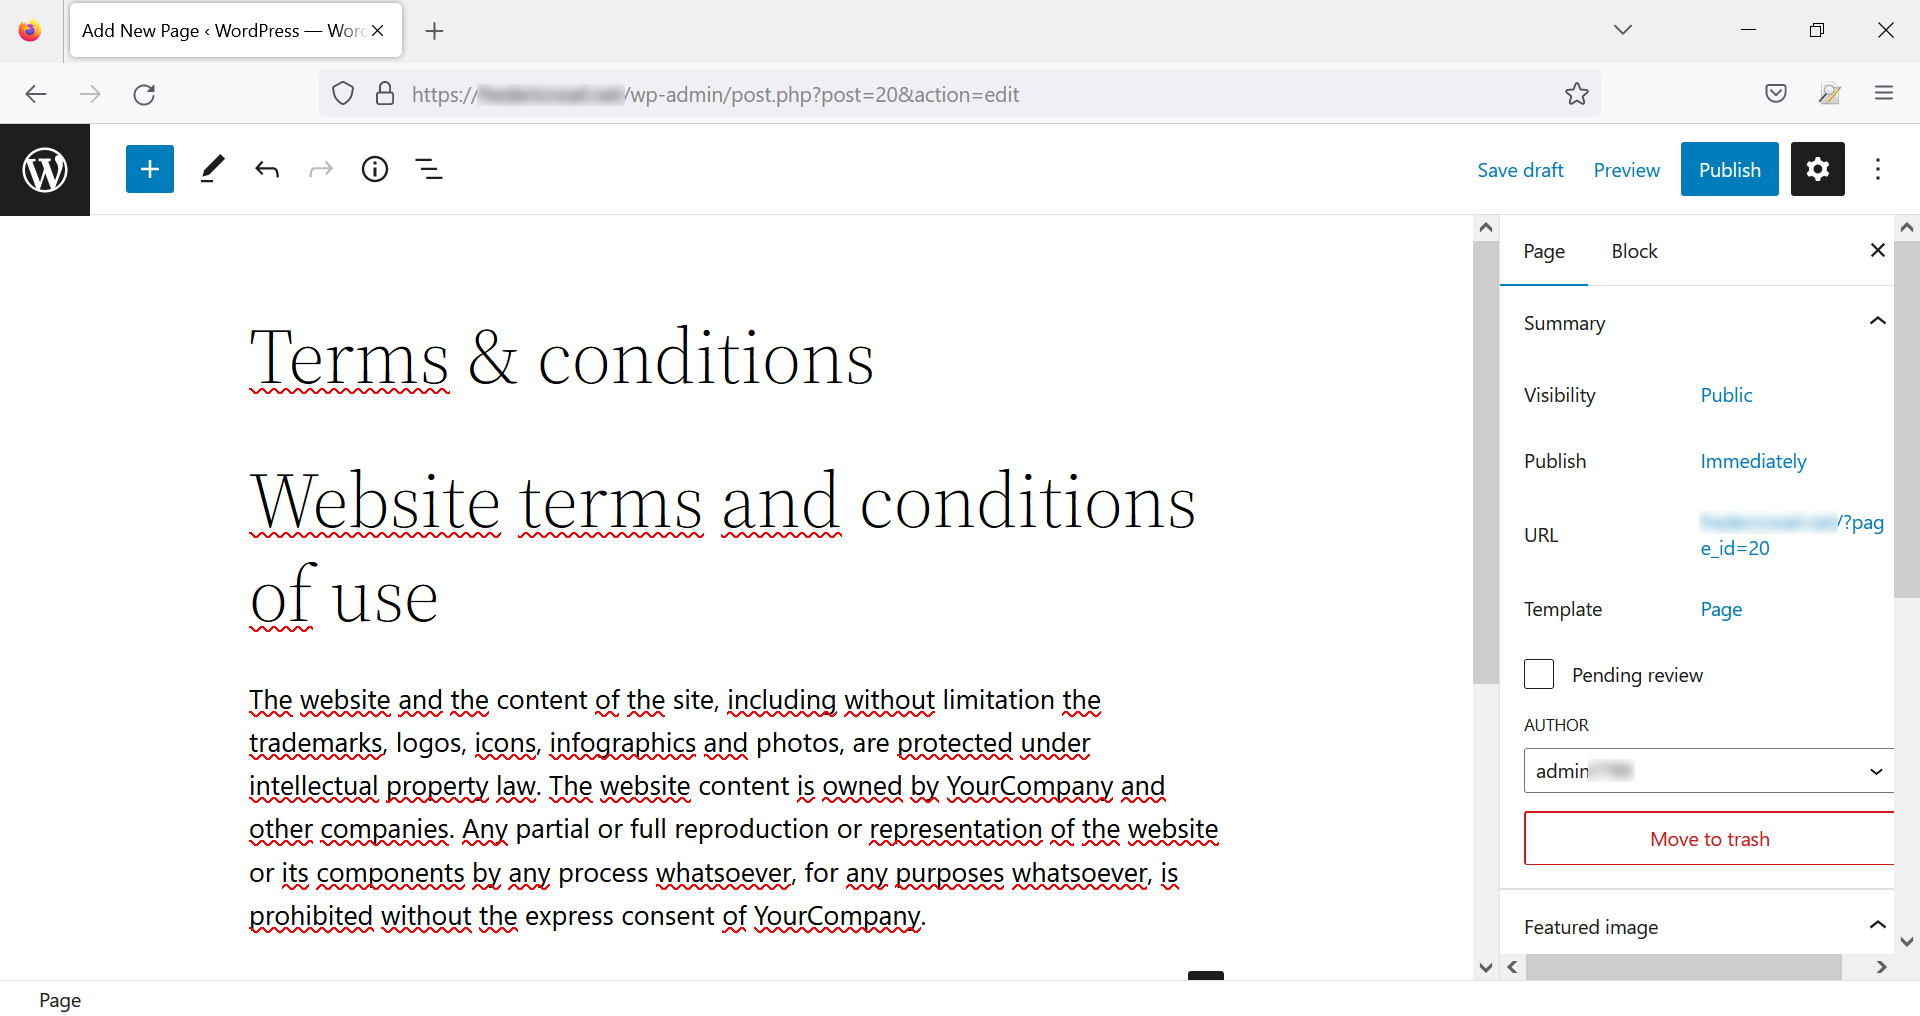 Add New Page ‹ WordPress — Word
https:// /wp-admin/post.php?post=20&action=edit
Save draft
Preview
Publish
Page
Block
Summary
Visibility
Public
Publish
Immediately
URL
/?pag
e_id=20
Template
Page
Pending review
AUTHOR
admin
Move to trash
Featured image
Terms & conditions
Website terms and conditions
of use
The website and the content of the site, including without limitation the
trademarks, logos, icons, infographics and photos, are protected under
intellectual property law. The website content is owned by YourCompany and
other companies. Any partial or full reproduction or representation of the website
or its components by any process whatsoever, for any purposes whatsoever, is
prohibited without the express consent of YourCompany.
Page